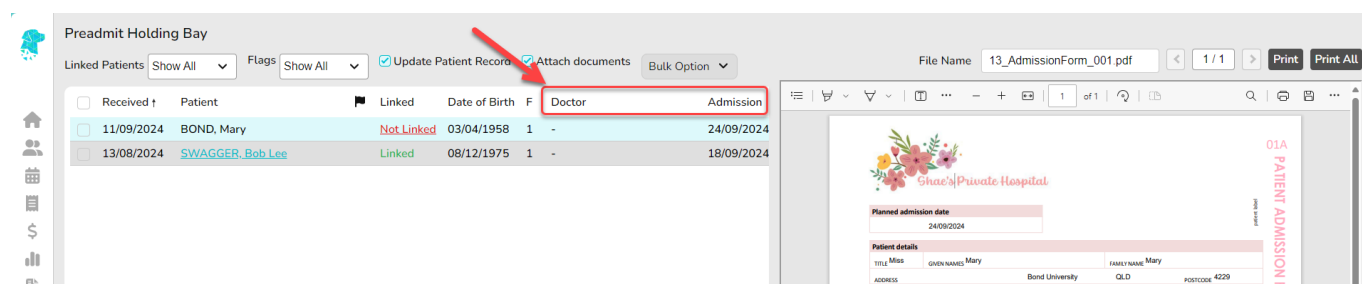 Preadmit Holding Bay
Linked Patients Show All Flags Show All Update Patient Record Attach documents Bulk Option File Name 13_AdmissionForm_001.pdf 1 / 1 Print Print All
Received ↑ Patient Linked Date of Birth F Doctor Admission
11/09/2024 BOND, Mary Not Linked 03/04/1958 1 - 24/09/2024
13/08/2024 SWAGGER, Bob Lee Linked 08/12/1975 1 - 18/09/2024
1 of 1
Shae's Private Hospital
01A PATIENT ADMISSION
patient label
Planned admission date
24/09/2024
Patient details
TITLE Miss GIVEN NAMES Mary FAMILY NAME Mary
ADDRESS Bond University QLD POSTCODE 4229